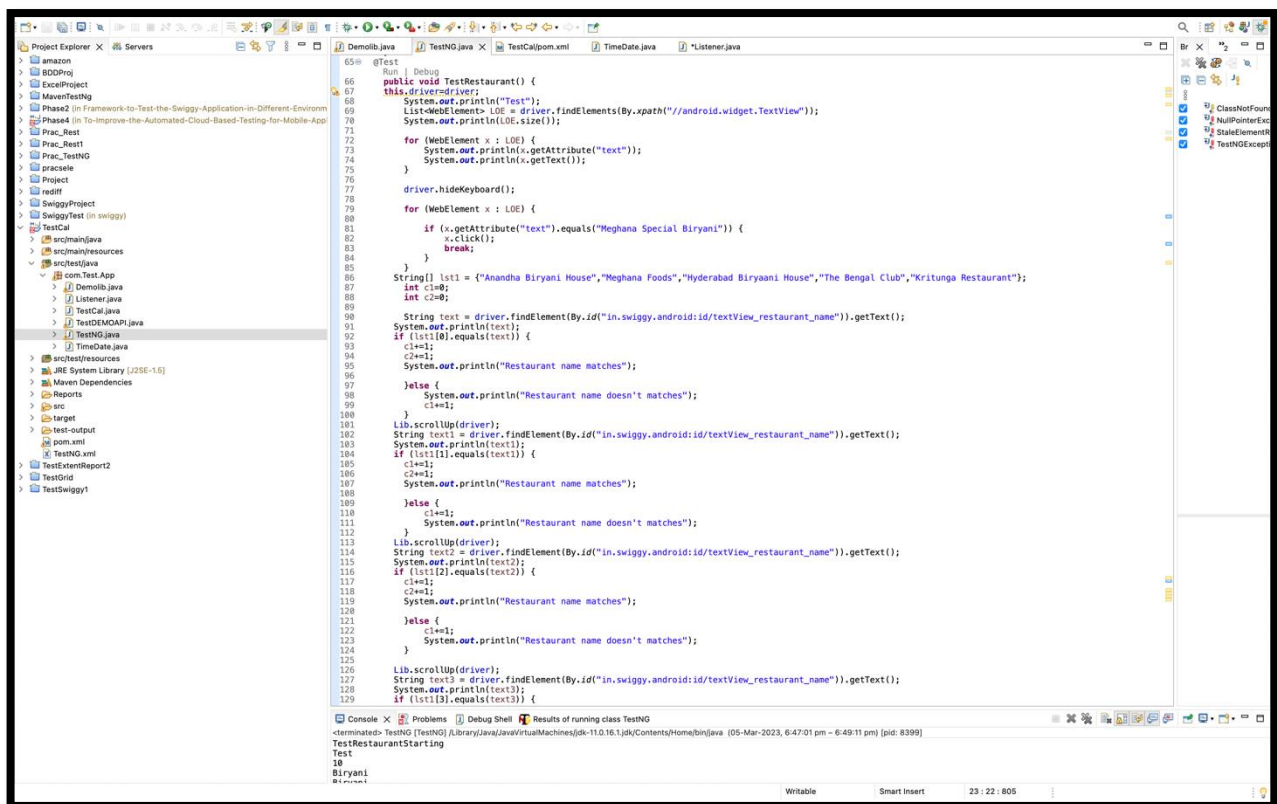 Project Explorer
Servers
amazon
BDDProj
ExcelProject
MavenTestNg
Phase2 (in Framework-to-Test-the-Swiggy-Application-in-Different-Environm
Phase4 (in To-Improve-the-Automated-Cloud-Based-Testing-for-Mobile-Appl
Prac_Rest
Prac_Rest1
Prac_TestNG
pracsele
Project
rediff
SwiggyProject
SwiggyTest (in swiggy)
TestCal
src/main/java
src/main/resources
src/test/java
com.Test.App
Demolib.java
Listener.java
TestCal.java
TestDEMOAPI.java
TestNG.java
TimeDate.java
src/test/resources
JRE System Library [J2SE-1.5]
Maven Dependencies
Reports
src
target
test-output
pom.xml
TestNG.xml
TestExtentReport2
TestGrid
TestSwiggy1
Demolib.java TestNG.java TestCal/pom.xml TimeDate.java *Listener.java
65 @Test
Run | Debug
66 public void TestRestaurant() {
67 this.driver=driver;
68 System.out.println("Test");
69 List<WebElement> LOE = driver.findElements(By.xpath("//android.widget.TextView"));
70 System.out.println(LOE.size());
71
72 for (WebElement x : LOE) {
73 System.out.println(x.getAttribute("text"));
74 System.out.println(x.getText());
75 }
76
77 driver.hideKeyboard();
78
79 for (WebElement x : LOE) {
80
81 if (x.getAttribute("text").equals("Meghana Special Biryani")) {
82 x.click();
83 break;
84 }
85 }
86 String[] lst1 = {"Anandha Biryani House","Meghana Foods","Hyderabad Biryaani House","The Bengal Club","Kritunga Restaurant"};
87 int c1=0;
88 int c2=0;
89
90 String text = driver.findElement(By.id("in.swiggy.android:id/textView_restaurant_name")).getText();
91 System.out.println(text);
92 if (lst1[0].equals(text)) {
93 c1+=1;
94 c2+=1;
95 System.out.println("Restaurant name matches");
96
97 }else {
98 System.out.println("Restaurant name doesn't matches");
99 c1+=1;
100 }
101 Lib.scrollUp(driver);
102 String text1 = driver.findElement(By.id("in.swiggy.android:id/textView_restaurant_name")).getText();
103 System.out.println(text1);
104 if (lst1[1].equals(text1)) {
105 c1+=1;
106 c2+=1;
107 System.out.println("Restaurant name matches");
108
109 }else {
110 c1+=1;
111 System.out.println("Restaurant name doesn't matches");
112 }
113 Lib.scrollUp(driver);
114 String text2 = driver.findElement(By.id("in.swiggy.android:id/textView_restaurant_name")).getText();
115 System.out.println(text2);
116 if (lst1[2].equals(text2)) {
117 c1+=1;
118 c2+=1;
119 System.out.println("Restaurant name matches");
120
121 }else {
122 c1+=1;
123 System.out.println("Restaurant name doesn't matches");
124 }
125
126 Lib.scrollUp(driver);
127 String text3 = driver.findElement(By.id("in.swiggy.android:id/textView_restaurant_name")).getText();
128 System.out.println(text3);
129 if (lst1[3].equals(text3)) {
Br
ClassNotFoun
NullPointerExc
StaleElementR
TestNGExcepti
Console Problems Debug Shell Results of running class TestNG
<terminated> TestNG [TestNG] /Library/Java/JavaVirtualMachines/jdk-11.0.16.1.jdk/Contents/Home/bin/java (05-Mar-2023, 6:47:01 pm – 6:49:11 pm) [pid: 8399]
TestRestaurantStarting
Test
10
Biryani
Biryani
Writable Smart Insert 23 : 22 : 805